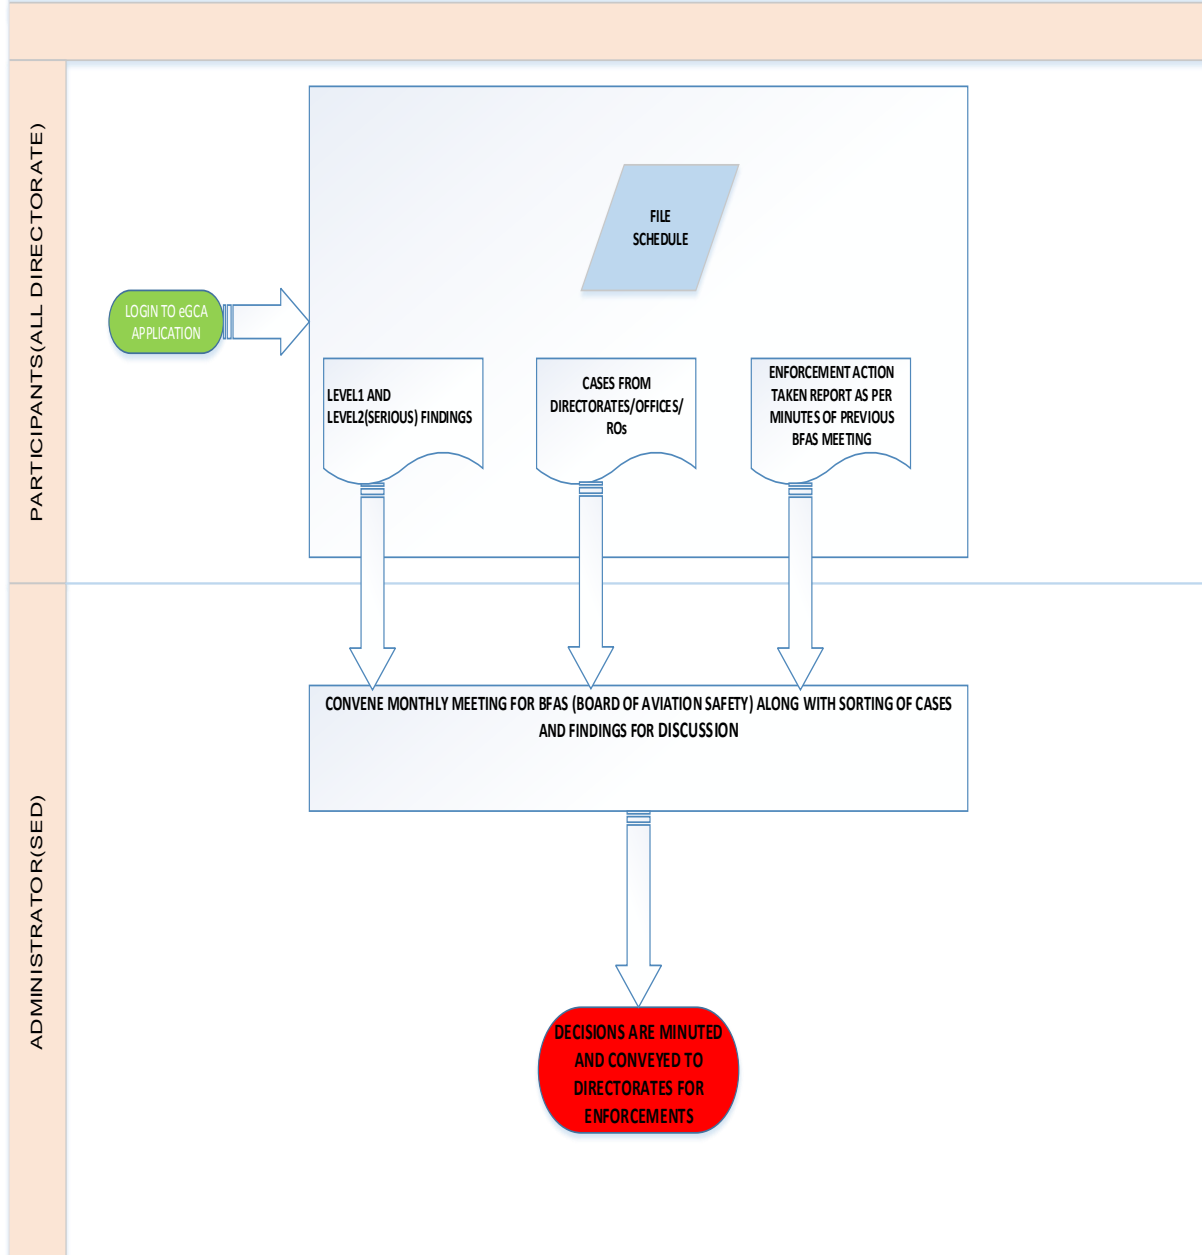 PARTICIPANTS(ALL DIRECTORATE)
FILE
SCHEDULE
LOGIN TO eGCA
APPLICATION
LEVEL1 AND
LEVEL2(SERIOUS) FINDINGS
CASES FROM
DIRECTORATES/OFFICES/
ROs
ENFORCEMENT ACTION
TAKEN REPORT AS PER
MINUTES OF PREVIOUS
BFAS MEETING
ADMINISTRATOR(SED)
CONVENE MONTHLY MEETING FOR BFAS (BOARD OF AVIATION SAFETY) ALONG WITH SORTING OF CASES
AND FINDINGS FOR DISCUSSION
DECISIONS ARE MINUTED
AND CONVEYED TO
DIRECTORATES FOR
ENFORCEMENTS